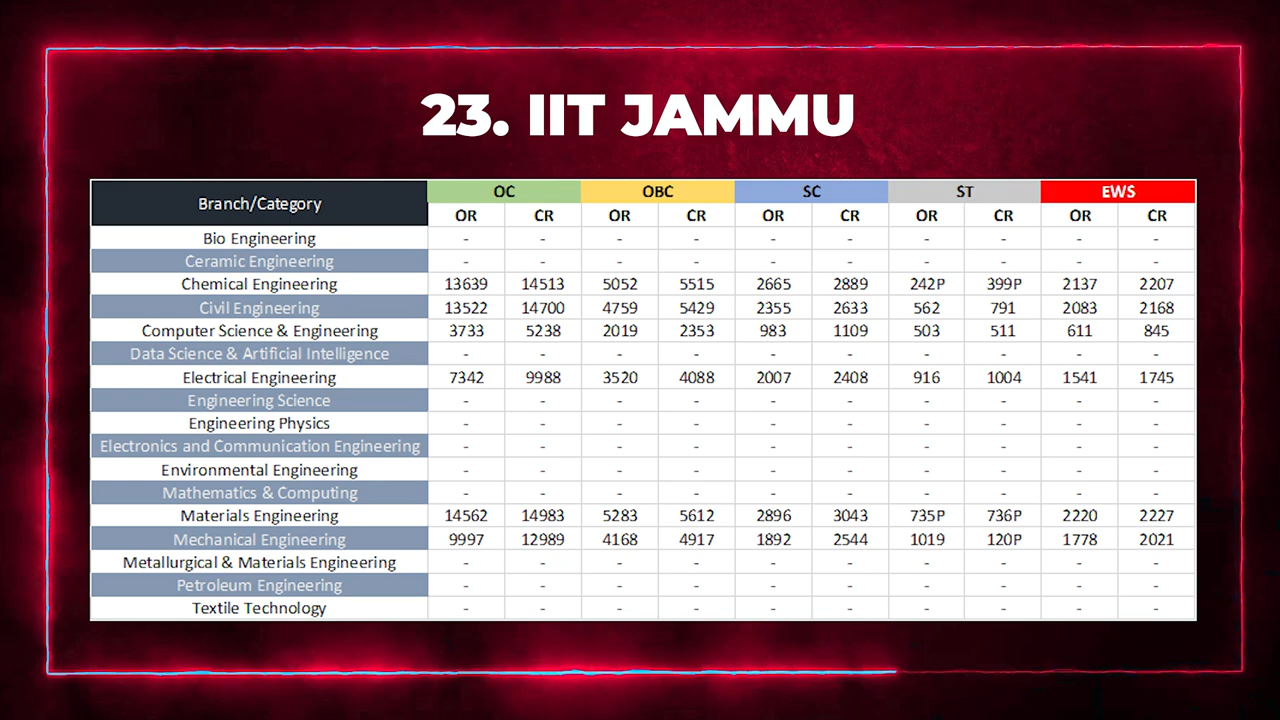 23. IIT JAMMU
Branch/Category OC OBC SC ST EWS
OR CR OR CR OR CR OR CR OR CR
Bio Engineering - - - - - - - - - -
Ceramic Engineering - - - - - - - - - -
Chemical Engineering 13639 14513 5052 5515 2665 2889 242P 399P 2137 2207
Civil Engineering 13522 14700 4759 5429 2355 2633 562 791 2083 2168
Computer Science & Engineering 3733 5238 2019 2353 983 1109 503 511 611 845
Data Science & Artificial Intelligence - - - - - - - - - -
Electrical Engineering 7342 9988 3520 4088 2007 2408 916 1004 1541 1745
Engineering Science - - - - - - - - - -
Engineering Physics - - - - - - - - - -
Electronics and Communication Engineering - - - - - - - - - -
Environmental Engineering - - - - - - - - - -
Mathematics & Computing - - - - - - - - - -
Materials Engineering 14562 14983 5283 5612 2896 3043 735P 736P 2220 2227
Mechanical Engineering 9997 12989 4168 4917 1892 2544 1019 120P 1778 2021
Metallurgical & Materials Engineering - - - - - - - - - -
Petroleum Engineering - - - - - - - - - -
Textile Technology - - - - - - - - - -